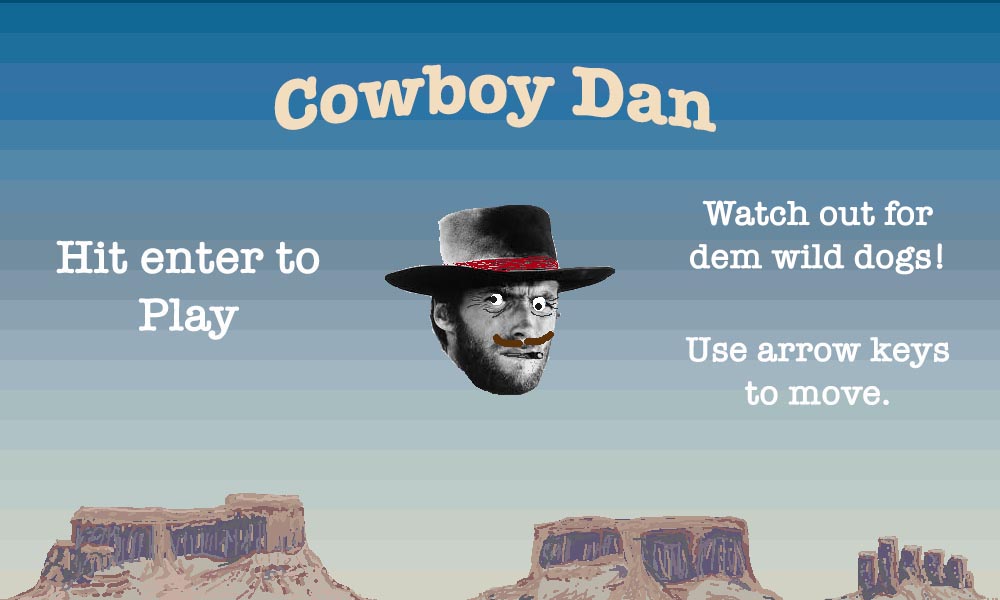 Cowboy Dan
Hit enter to
Play
Watch out for
dem wild dogs!
Use arrow keys
to move.